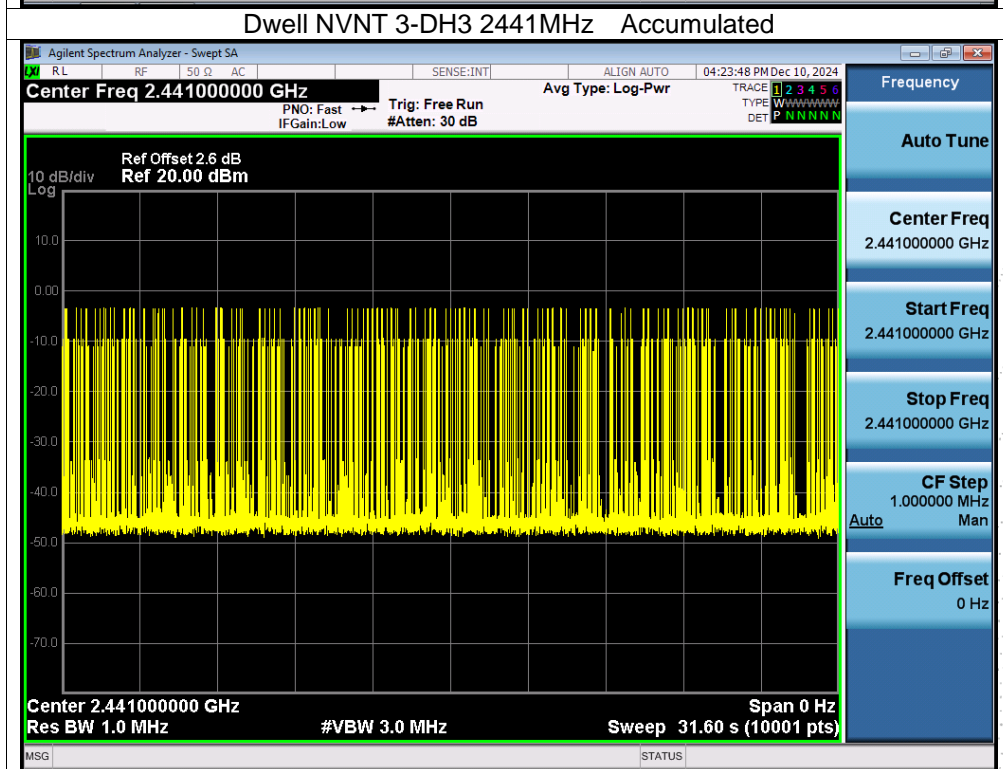 Dwell NVNT 3-DH3 2441MHz Accumulated
Agilent Spectrum Analyzer - Swept SA
LXI RL RF 50 Ω AC SENSE:INT ALIGN AUTO 04:23:48 PM Dec 10, 2024
Center Freq 2.441000000 GHz
PNO: Fast
IFGain:Low
Trig: Free Run
#Atten: 30 dB
Avg Type: Log-Pwr
TRACE 1 2 3 4 5 6
TYPE WWWWWWW
DET P N N N N N
Ref Offset 2.6 dB
10 dB/div Ref 20.00 dBm
Log
10.0
0.00
-10.0
-20.0
-30.0
-40.0
-50.0
-60.0
-70.0
Center 2.441000000 GHz Span 0 Hz
Res BW 1.0 MHz #VBW 3.0 MHz Sweep 31.60 s (10001 pts)
MSG STATUS
Frequency
Auto Tune
Center Freq
2.441000000 GHz
Start Freq
2.441000000 GHz
Stop Freq
2.441000000 GHz
CF Step
1.000000 MHz
Auto Man
Freq Offset
0 Hz